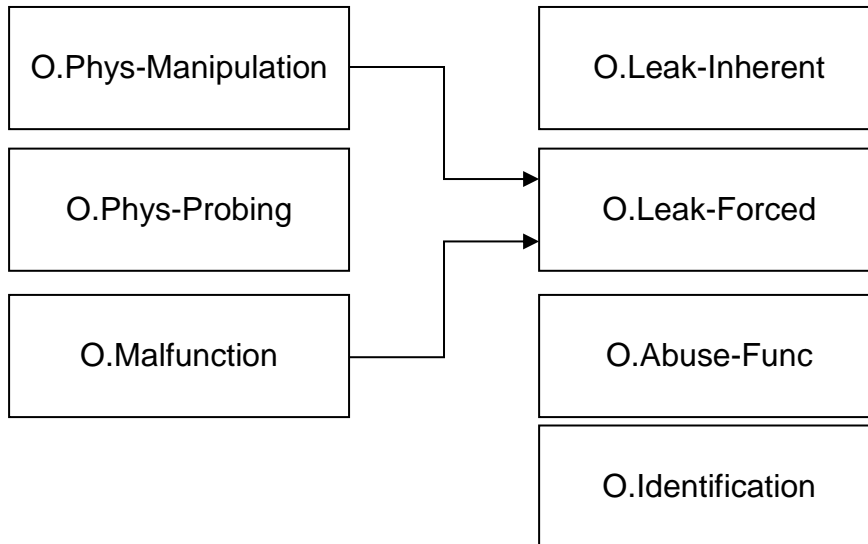 O.Phys-Manipulation
O.Leak-Inherent
O.Phys-Probing
O.Leak-Forced
O.Malfunction
O.Abuse-Func
O.Identification